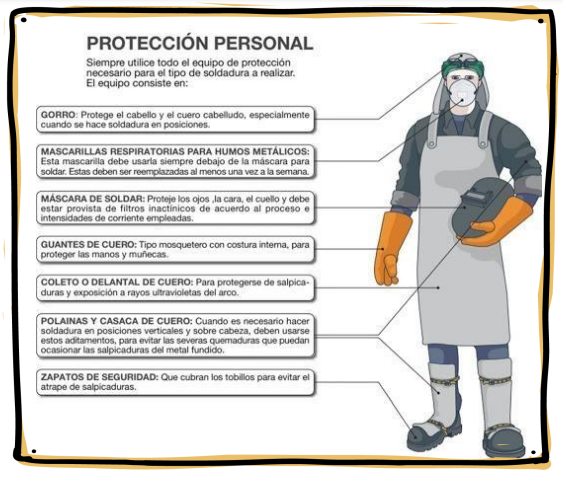 PROTECCIÓN PERSONAL
Siempre utilice todo el equipo de protección
necesario para el tipo de soldadura a realizar.
El equipo consiste en:
GORRO: Protege el cabello y el cuero cabelludo, especialmente
cuando se hace soldadura en posiciones.
MASCARILLAS RESPIRATORIAS PARA HUMOS METÁLICOS:
Esta mascarilla debe usarla siempre debajo de la máscara para
soldar. Estas deben ser reemplazadas al menos una vez a la semana.
MÁSCARA DE SOLDAR: Proteje los ojos ,la cara, el cuello y debe
estar provista de filtros inactínicos de acuerdo al proceso e
intensidades de corriente empleadas.
GUANTES DE CUERO: Tipo mosquetero con costura interna, para
proteger las manos y muñecas.
COLETO O DELANTAL DE CUERO: Para protegerse de salpica-
duras y exposición a rayos ultravioletas del arco.
POLAINAS Y CASACA DE CUERO: Cuando es necesario hacer
soldadura en posiciones verticales y sobre cabeza, deben usarse
estos aditamentos, para evitar las severas quemaduras que puedan
ocasionar las salpicaduras del metal fundido.
ZAPATOS DE SEGURIDAD: Que cubran los tobillos para evitar el
atrape de salpicaduras.